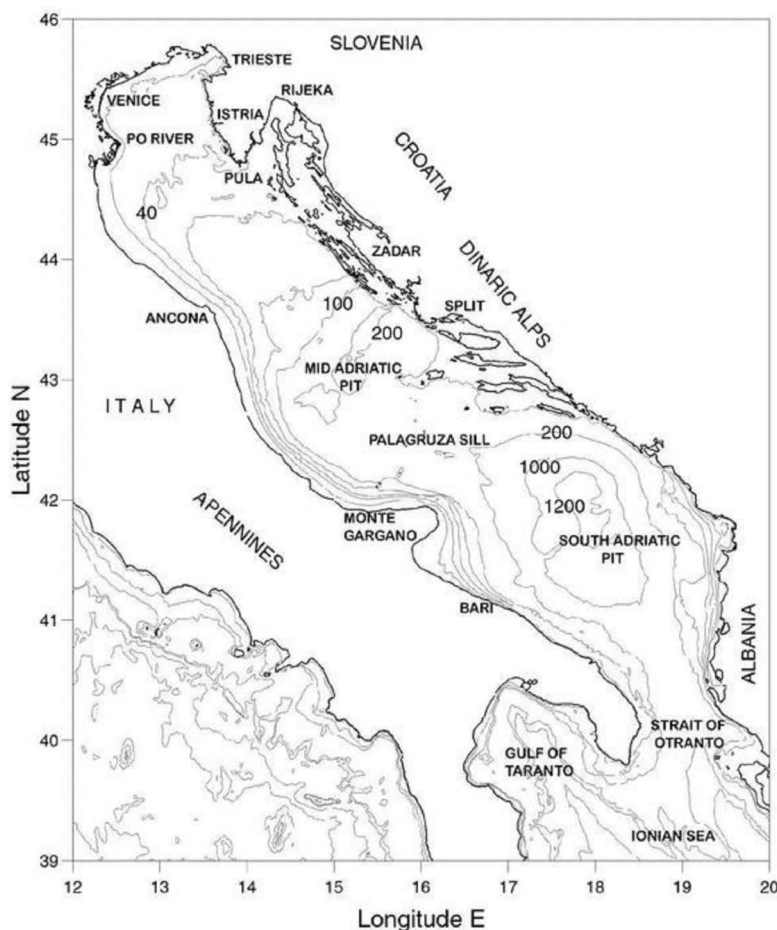 46
SLOVENIA
TRIESTE
RIJEKA
VENICE
ISTRIA
45
PO RIVER
CROATIA
PULA
40
DINARIC ALPS
44
ZADAR
100
SPLIT
ANCONA
200
MID ADRIATIC
PIT
43
ITALY
Latitude N
PALAGRUZA SILL
200
1000
42
1200
APENNINES
MONTE
GARGANO
SOUTH ADRIATIC
PIT
41
BARI
ALBANIA
STRAIT OF
OTRANTO
40
GULF OF
TARANTO
IONIAN SEA
39
12 13 14 15 16 17 18 19 20
Longitude E